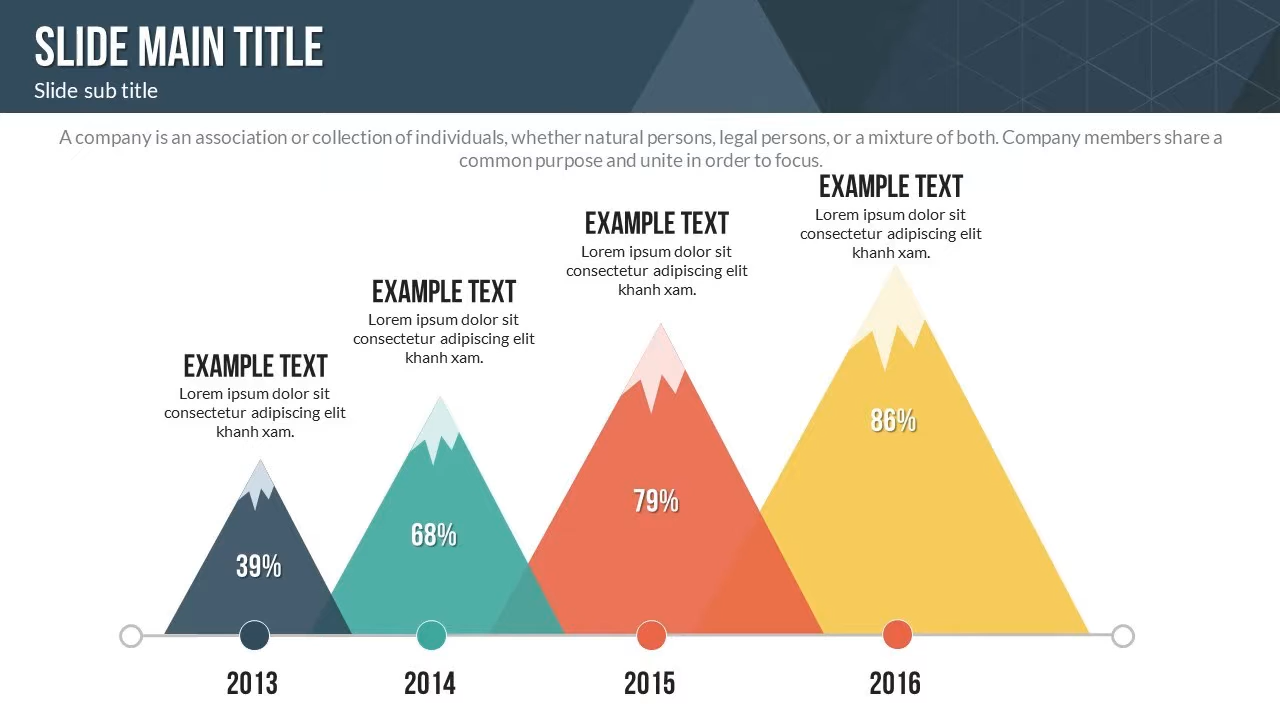 SLIDE MAIN TITLE
Slide sub title
A company is an association or collection of individuals, whether natural persons, legal persons, or a mixture of both. Company members share a
common purpose and unite in order to focus.
EXAMPLE TEXT
Lorem ipsum dolor sit
consectetur adipiscing elit
khanh xam.
39%
2013
EXAMPLE TEXT
Lorem ipsum dolor sit
consectetur adipiscing elit
khanh xam.
68%
2014
EXAMPLE TEXT
Lorem ipsum dolor sit
consectetur adipiscing elit
khanh xam.
79%
2015
EXAMPLE TEXT
Lorem ipsum dolor sit
consectetur adipiscing elit
khanh xam.
86%
2016